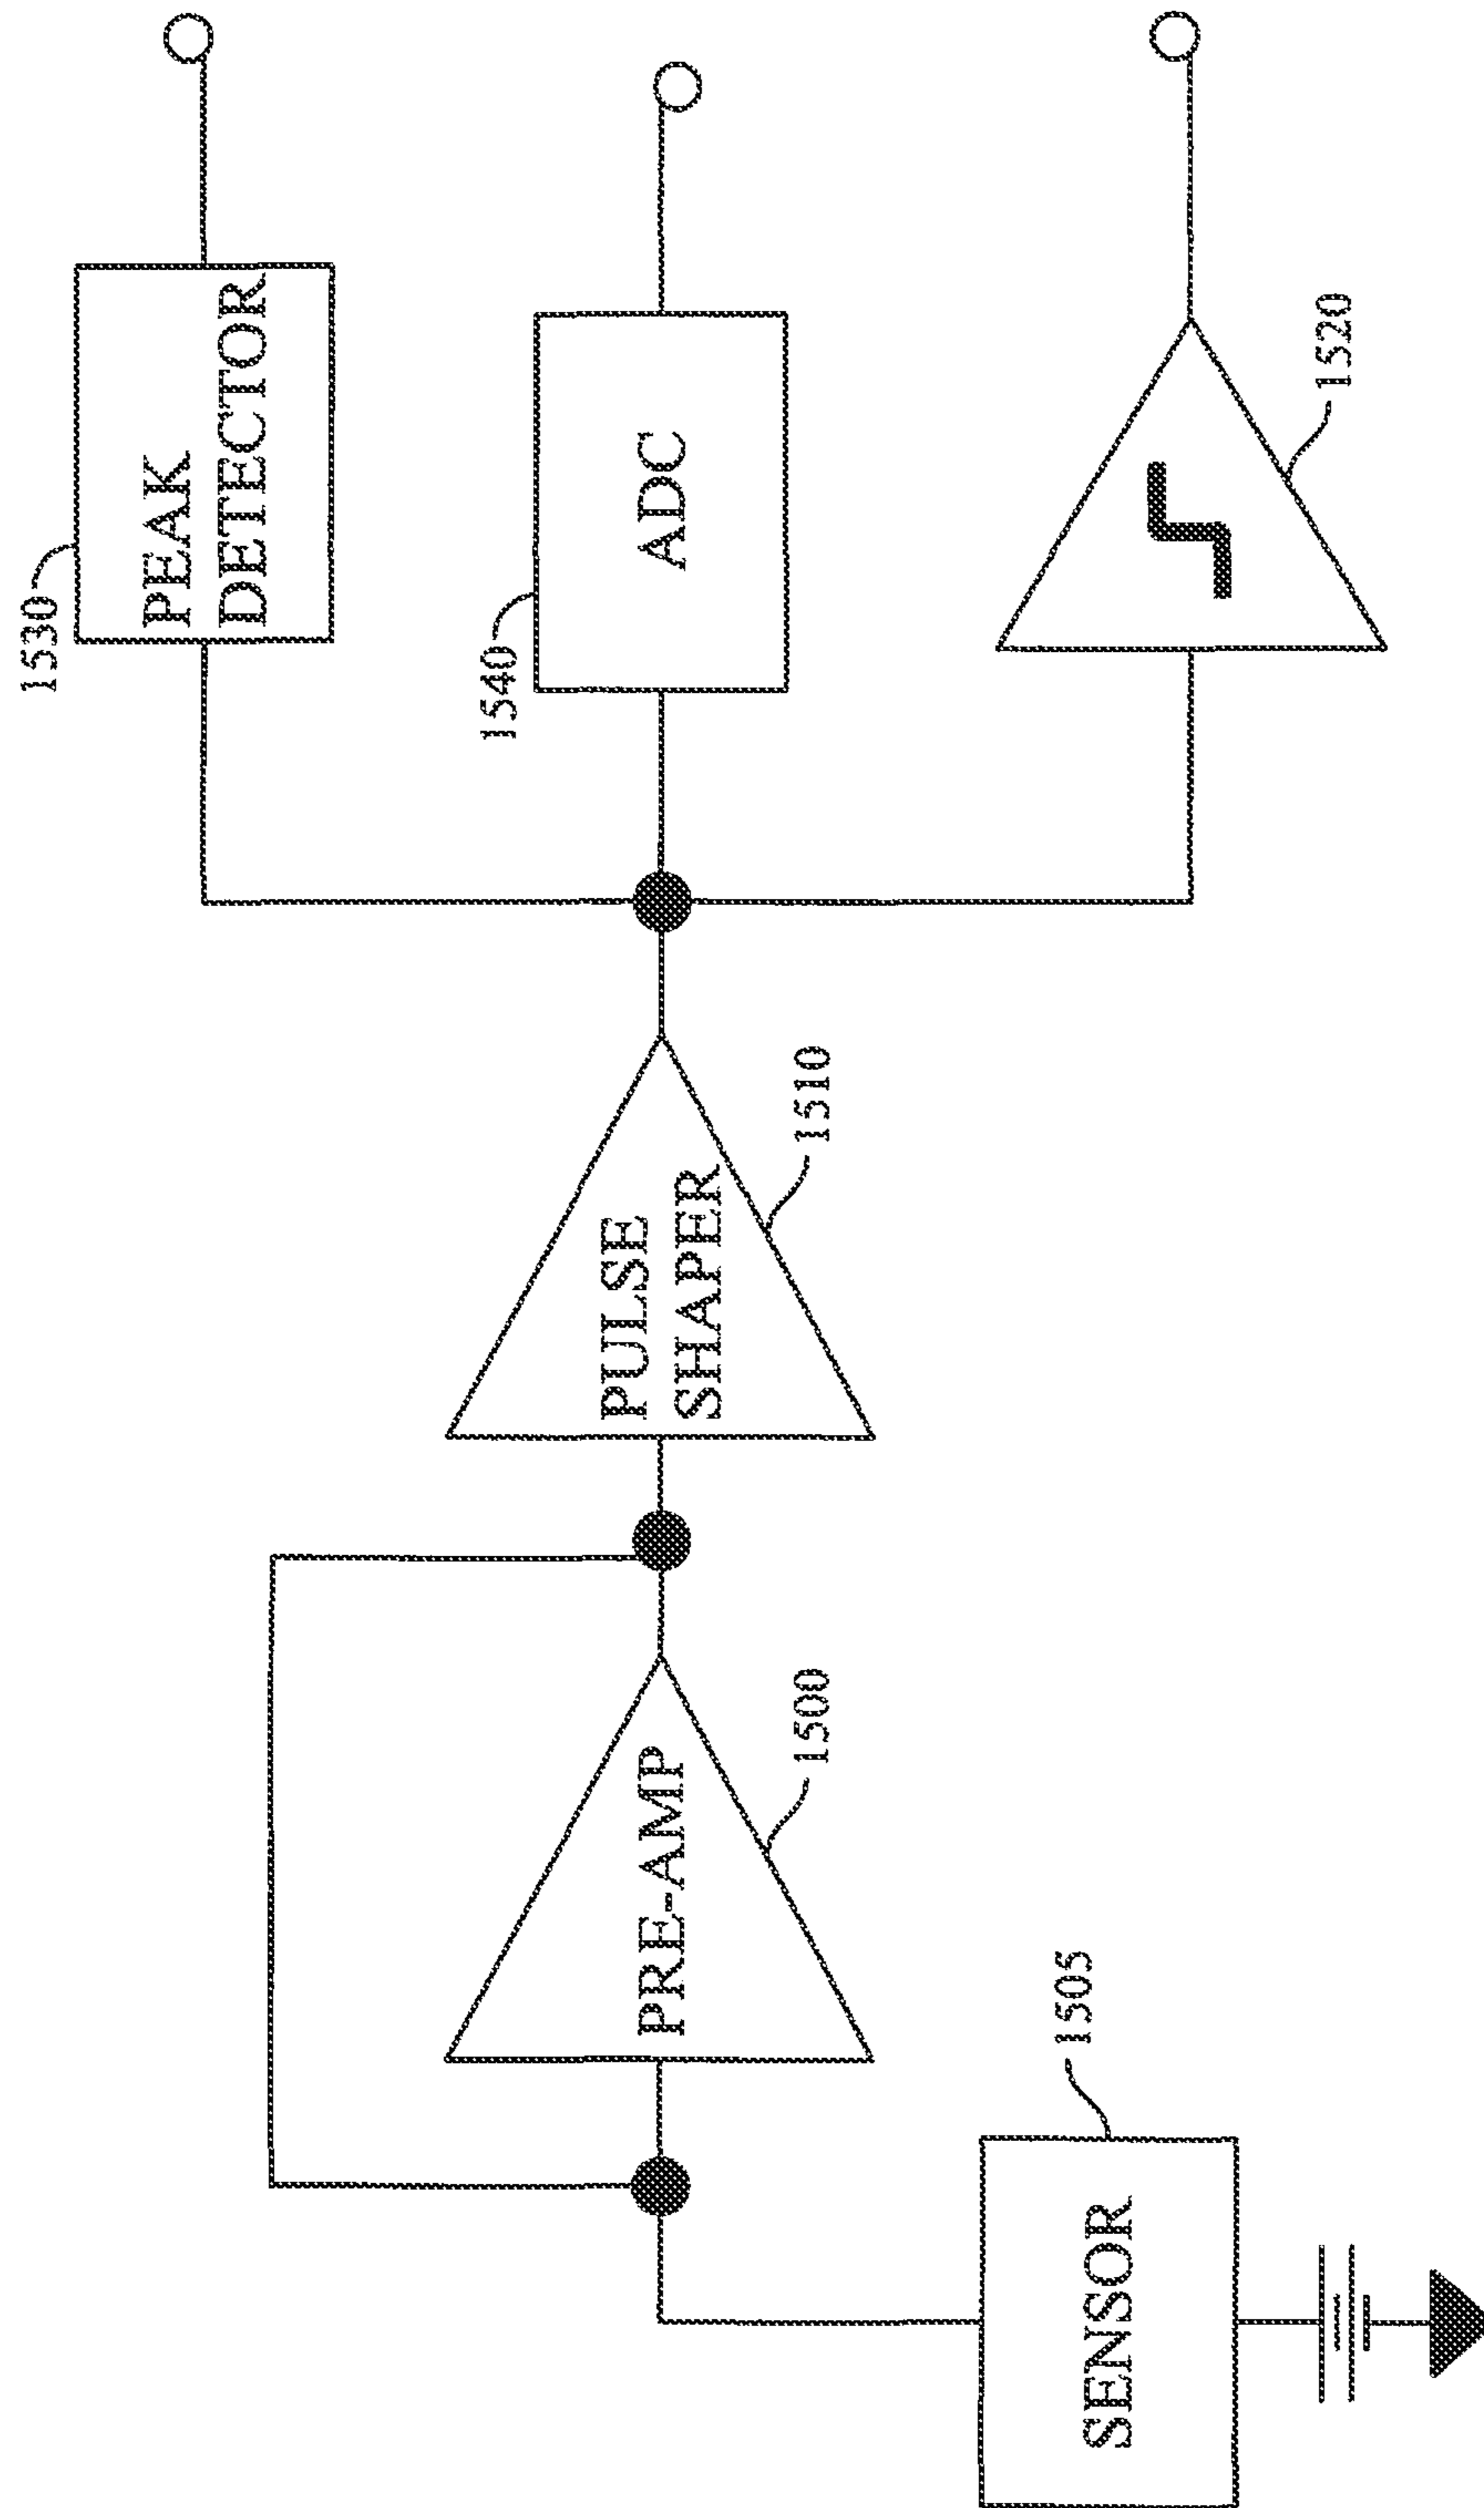 1530
PEAK
DETECTOR
1540
ADC
1520
PULSE
SHAPER
1510
PRE-AMP
1500
SENSOR
1505